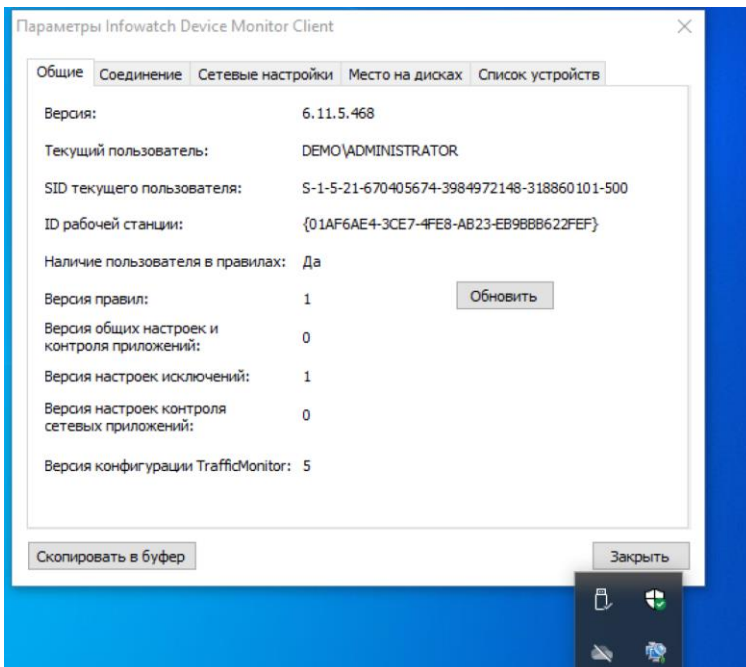 Параметры Infowatch Device Monitor Client
Общие Соединение Сетевые настройки Место на дисках Список устройств
Версия: 6.11.5.468
Текущий пользователь: DEMO\ADMINISTRATOR
SID текущего пользователя: S-1-5-21-670405674-3984972148-318860101-500
ID рабочей станции: {01AF6AE4-3CE7-4FE8-AB23-EB9BBB622FEF}
Наличие пользователя в правилах: Да
Версия правил: 1 Обновить
Версия общих настроек и
контроля приложений: 0
Версия настроек исключений: 1
Версия настроек контроля
сетевых приложений: 0
Версия конфигурации TrafficMonitor: 5
Скопировать в буфер Закрыть